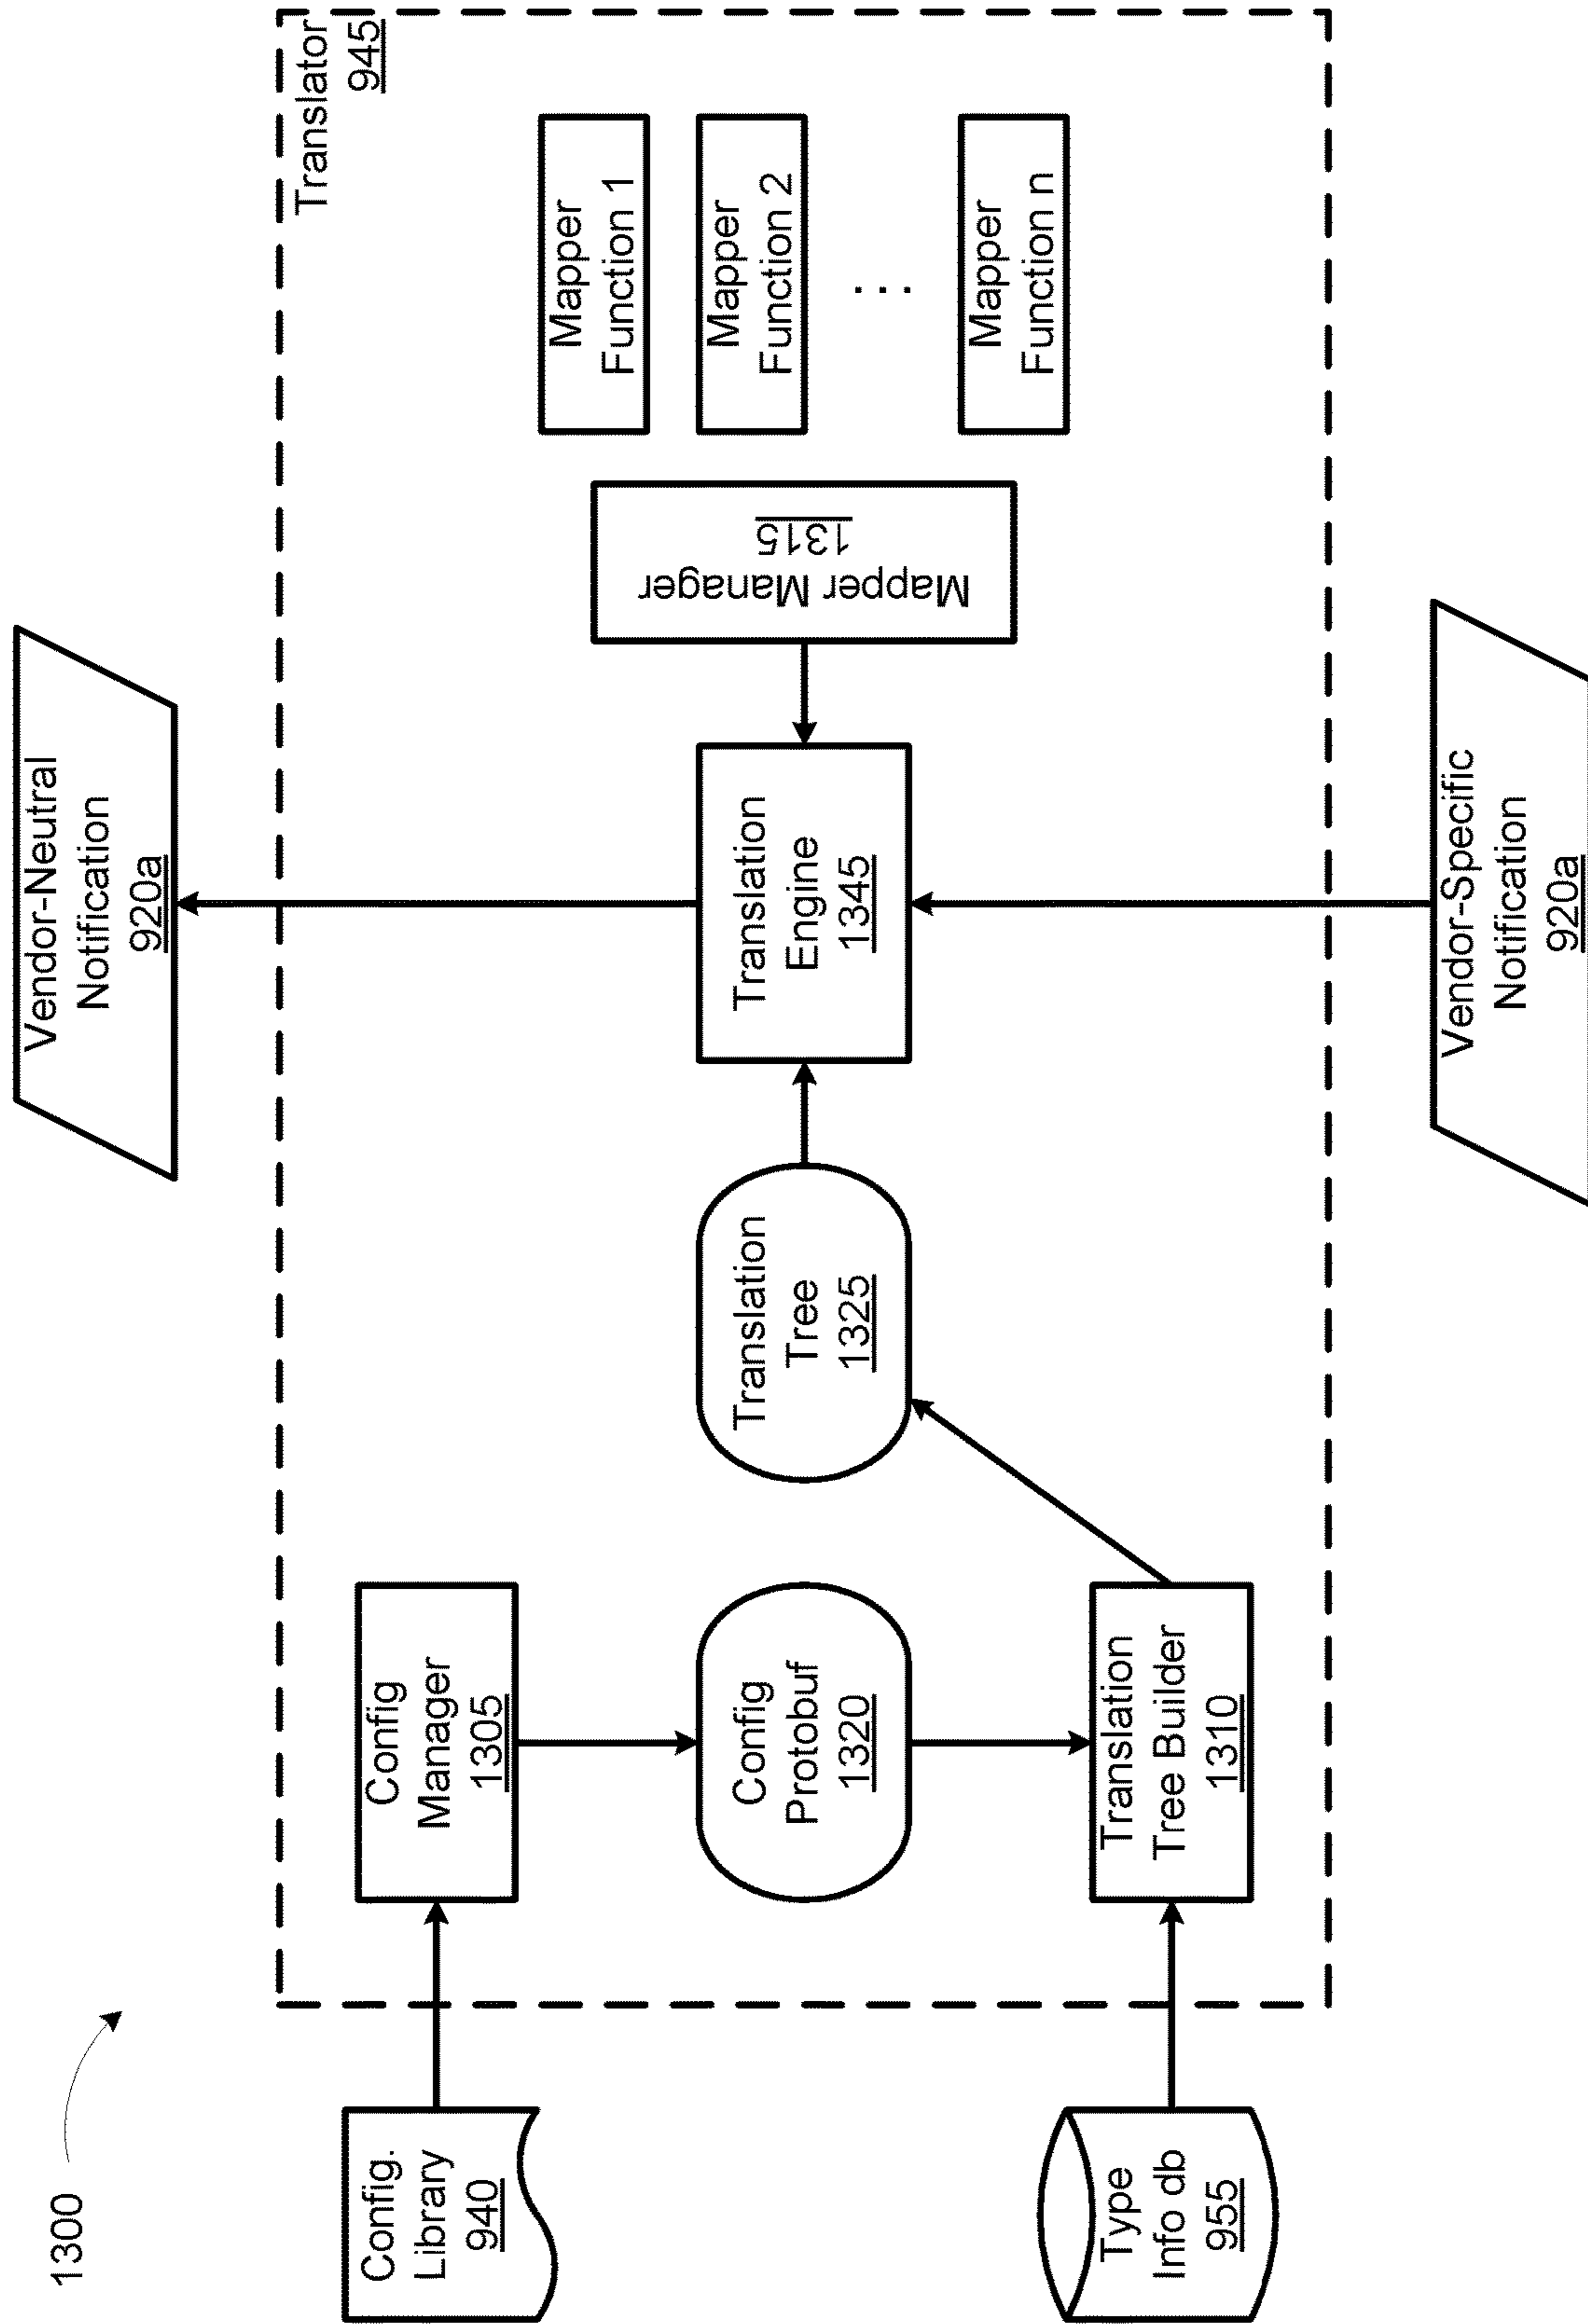 1300
Vendor-Neutral
Notification
920a
Translator
945
Config.
Library
940
Config
Manager
1305
Config
Protobuf
1320
Type
Info db
955
Translation
Tree Builder
1310
Translation
Tree
1325
Translation
Engine
1345
Mapper Manager
1315
Mapper
Function 1
Mapper
Function 2
...
Mapper
Function n
Vendor-Specific
Notification
920a